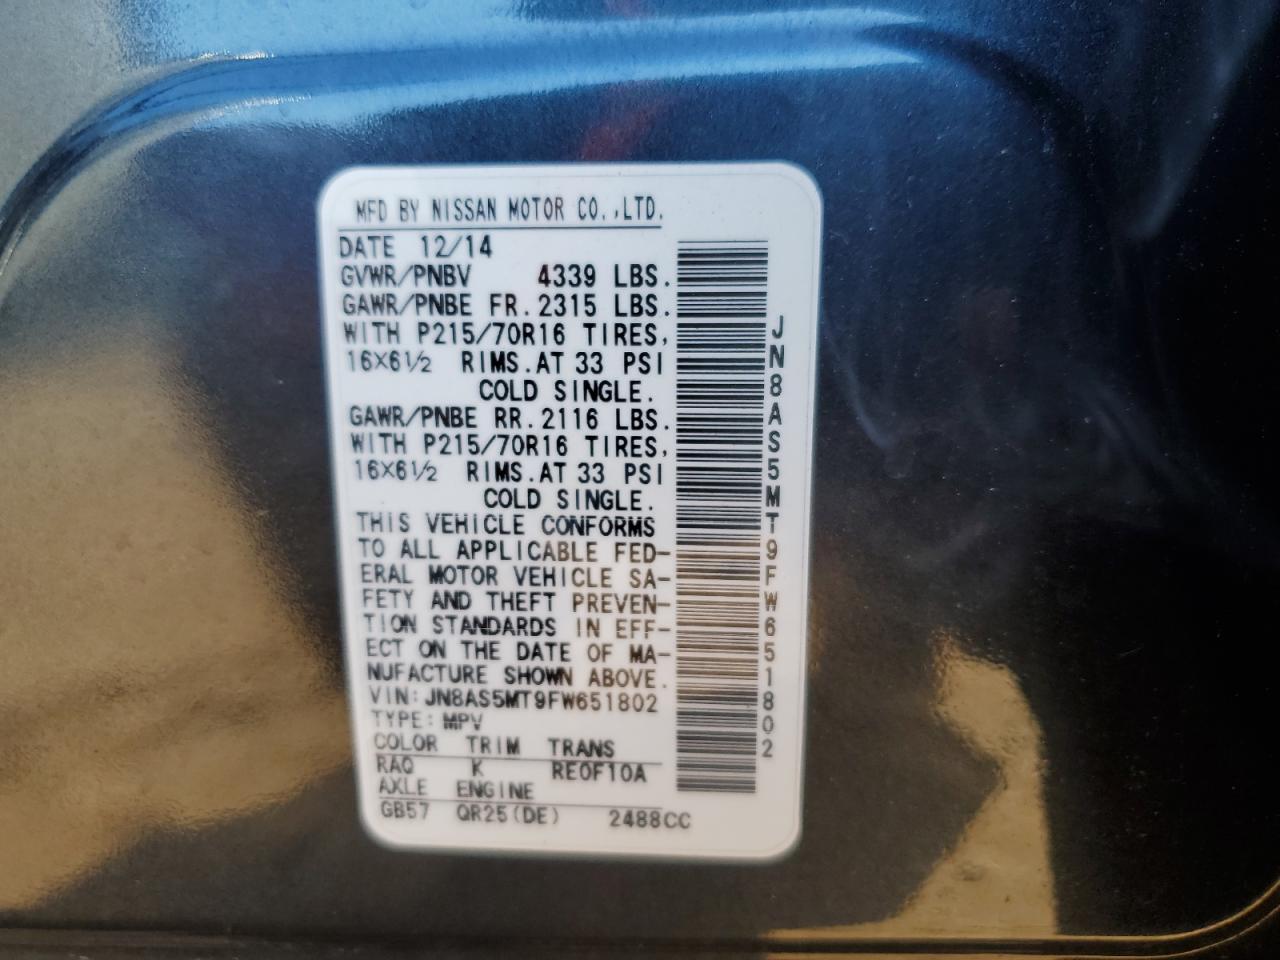 MFD BY NISSAN MOTOR CO.,LTD.
DATE 12/14
GVWR/PNBV 4339 LBS.
GAWR/PNBE FR. 2315 LBS.
WITH P215/70R16 TIRES,
16X6½ RIMS.AT 33 PSI
COLD SINGLE.
GAWR/PNBE RR. 2116 LBS.
WITH P215/70R16 TIRES,
16X6½ RIMS.AT 33 PSI
COLD SINGLE.
THIS VEHICLE CONFORMS
TO ALL APPLICABLE FED-
ERAL MOTOR VEHICLE SA-
FETY AND THEFT PREVEN-
TION STANDARDS IN EFF-
ECT ON THE DATE OF MA-
NUFACTURE SHOWN ABOVE.
VIN:JN8AS5MT9FW651802
TYPE:MPV
COLOR TRIM TRANS
RAQ K RE0F10A
AXLE ENGINE
GB57 QR25(DE) 2488CC
JN8AS5MT9FW651802